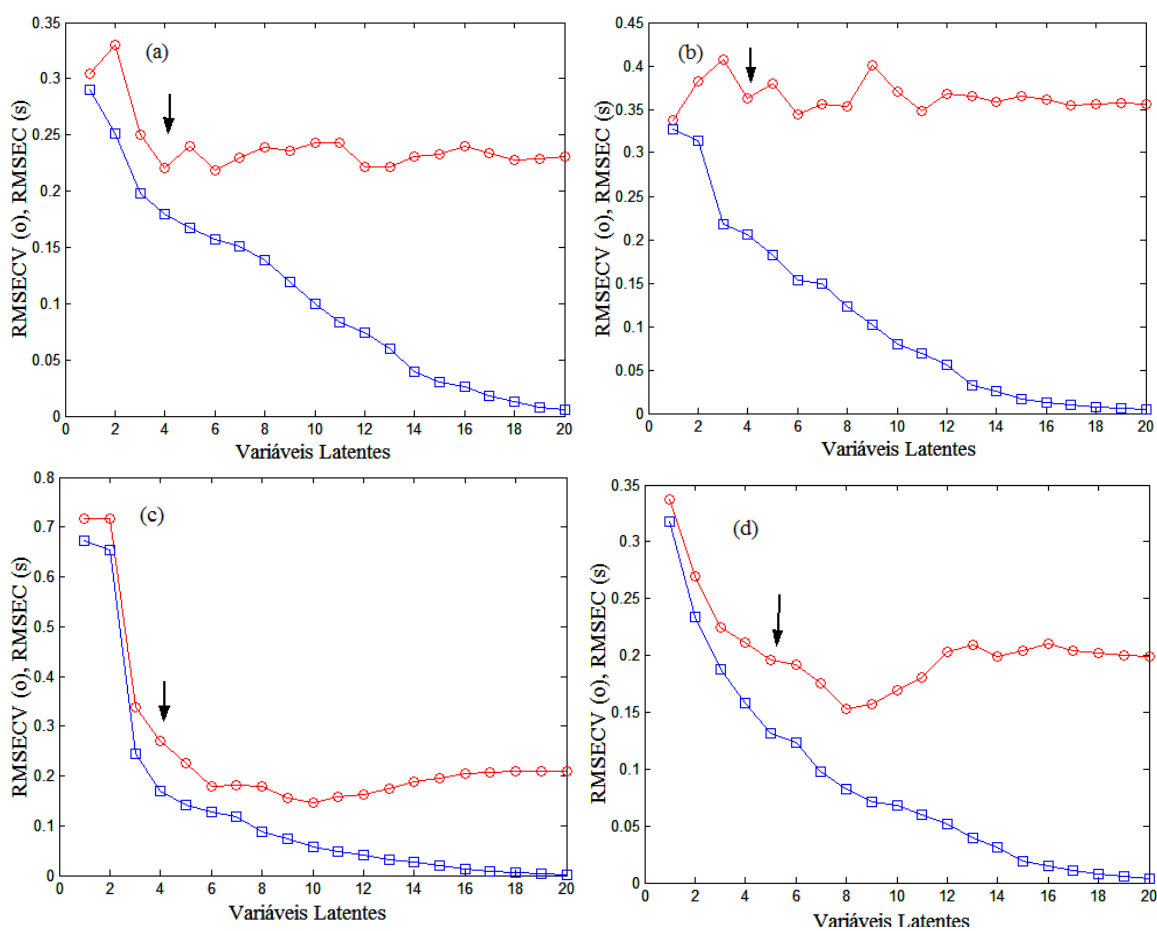 (a)
RMSECV (o), RMSEC (s)
0.35
0.3
0.25
0.2
0.15
0.1
0.05
0
0 2 4 6 8 10 12 14 16 18 20
Variáveis Latentes
(b)
RMSECV (o), RMSEC (s)
0.45
0.4
0.35
0.3
0.25
0.2
0.15
0.1
0.05
0
0 2 4 6 8 10 12 14 16 18 20
Variáveis Latentes
(c)
RMSECV (o), RMSEC (s)
0.8
0.7
0.6
0.5
0.4
0.3
0.2
0.1
0
0 2 4 6 8 10 12 14 16 18 20
Variáveis Latentes
(d)
RMSECV (o), RMSEC (s)
0.35
0.3
0.25
0.2
0.15
0.1
0.05
0
0 2 4 6 8 10 12 14 16 18 20
Variáveis Latentes